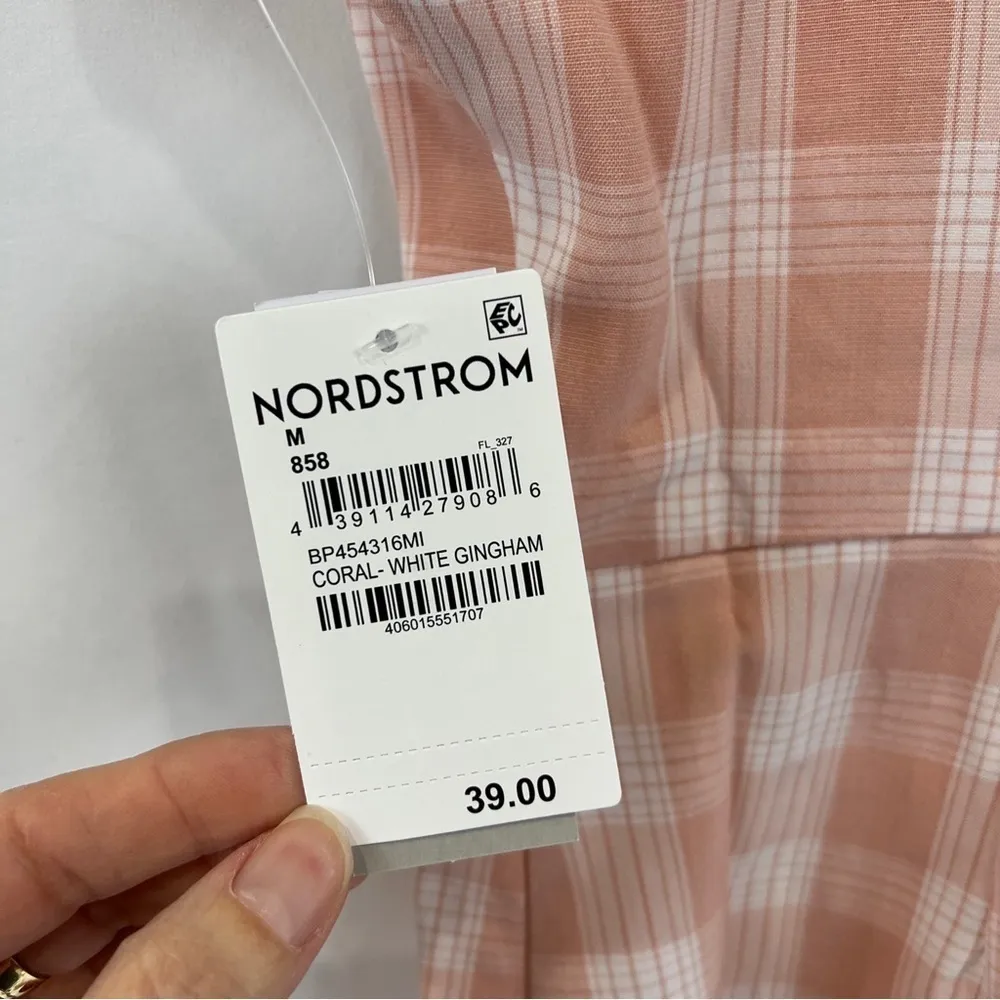 EPC
NORDSTROM
M
858
FL_327
4 39114 27908 6
BP454316MI
CORAL- WHITE GINGHAM
406015551707
39.00